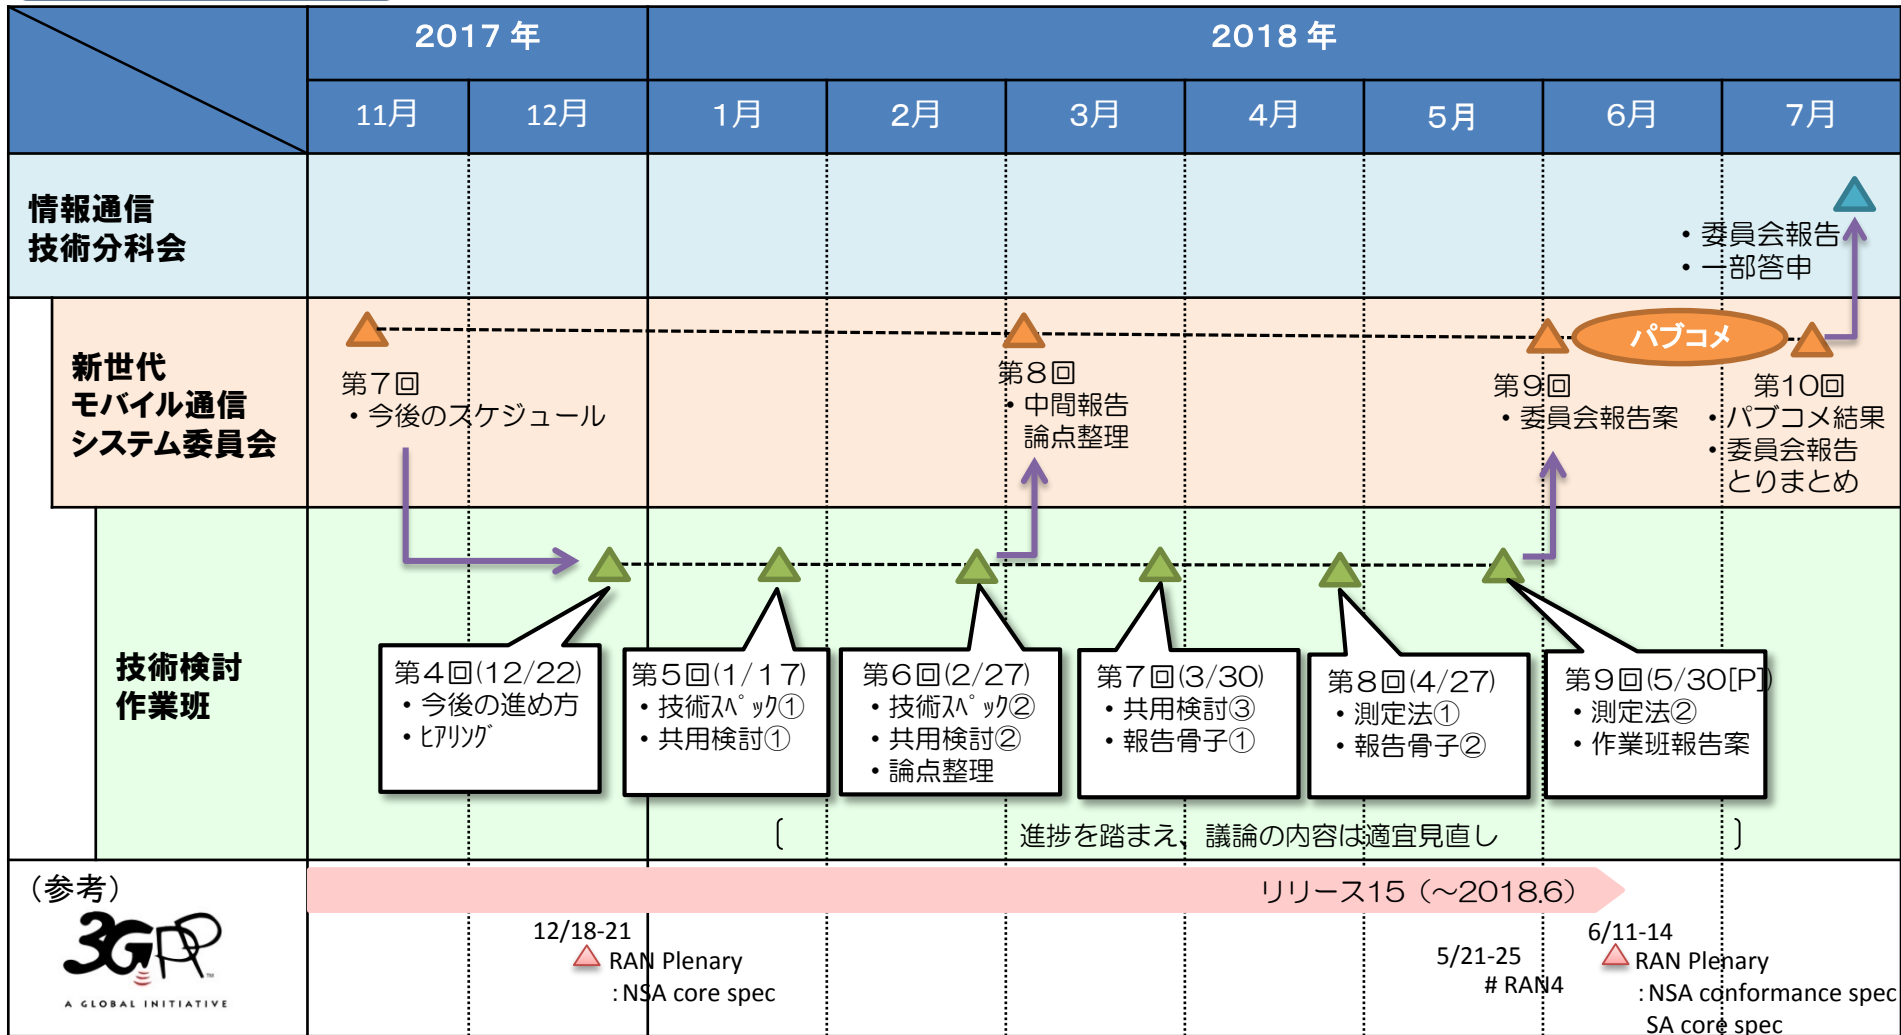 2017 年
2018 年
11月
12月
1月
2月
3月
4月
5月
6月
7月
情報通信
技術分科会
・委員会報告
・一部答申
新世代
モバイル通信
システム委員会
第7回
・今後のスケジュール
第8回
・中間報告
論点整理
第9回
・委員会報告案
パブコメ
第10回
・パブコメ結果
・委員会報告
とりまとめ
技術検討
作業班
第4回(12/22)
・今後の進め方
・ﾋｱﾘﾝｸﾞ
第5回(1/17)
・技術ｽﾍﾟｯｸ①
・共用検討①
第6回(2/27)
・技術ｽﾍﾟｯｸ②
・共用検討②
・論点整理
第7回(3/30)
・共用検討③
・報告骨子①
第8回(4/27)
・測定法①
・報告骨子②
第9回(5/30[P])
・測定法②
・作業班報告案
〔 進捗を踏まえ、議論の内容は適宜見直し 〕
（参考）
3GPP™
A GLOBAL INITIATIVE
リリース15（～2018.6）
12/18-21
RAN Plenary
: NSA core spec
5/21-25
# RAN4
6/11-14
RAN Plenary
: NSA conformance spec
SA core spec